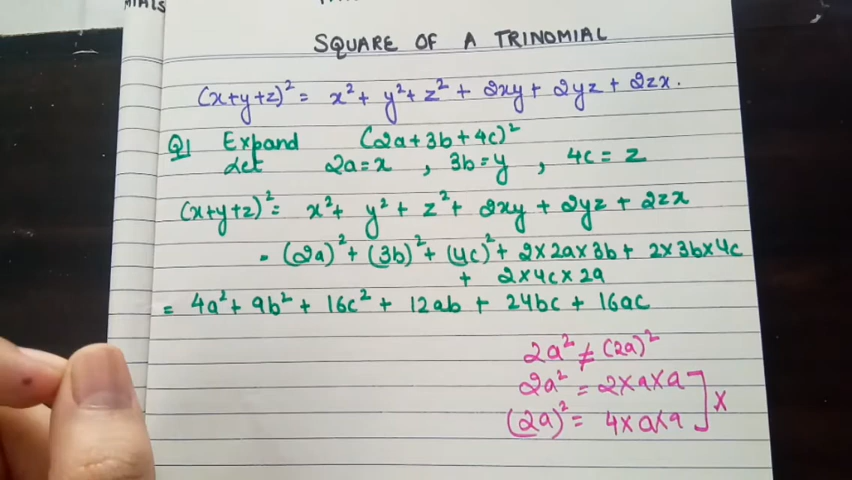 MIALS
SQUARE OF A TRINOMIAL
(x+y+z)² = x² + y² + z² + 2xy + 2yz + 2zx.
Q1 Expand (2a+3b+4c)²
Let 2a=x , 3b=y , 4c=z
(x+y+z)² = x² + y² + z² + 2xy + 2yz + 2zx
= (2a)² + (3b)² + (4c)² + 2×2a×3b + 2×3b×4c
+ 2×4c×2a
= 4a² + 9b² + 16c² + 12ab + 24bc + 16ac
2a² ≠ (2a)²
2a² = 2×a×a
(2a)² = 4×a×a ] X